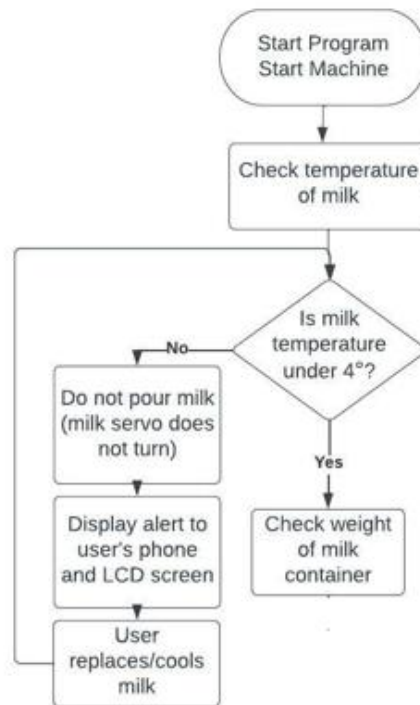 Start Program
Start Machine
Check temperature
of milk
Is milk
temperature
under 4°?
No
Do not pour milk
(milk servo does
not turn)
Display alert to
user's phone
and LCD screen
User
replaces/cools
milk
Yes
Check weight
of milk
container